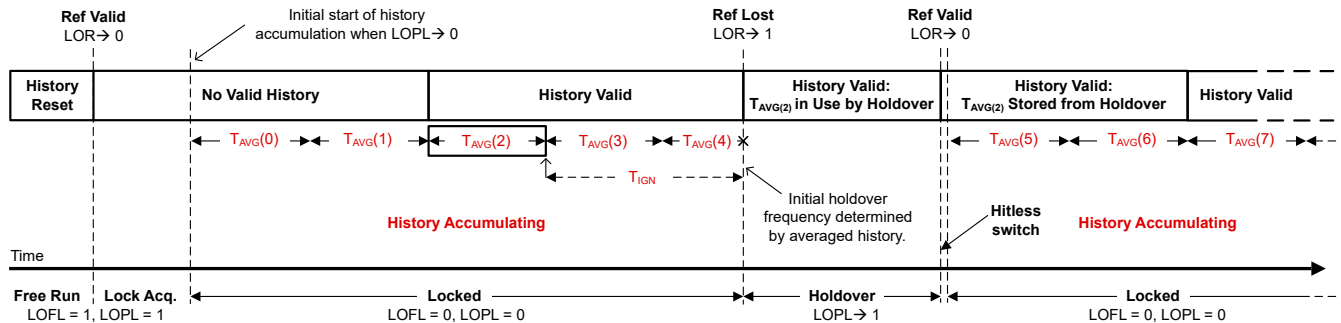 Ref Valid
LOR→ 0
Initial start of history
accumulation when LOPL→ 0
Ref Lost
LOR→ 1
Ref Valid
LOR→ 0
History
Reset
No Valid History
History Valid
History Valid:
TAVG(2) in Use by Holdover
History Valid:
TAVG(2) Stored from Holdover
History Valid
TAVG(0)
TAVG(1)
TAVG(2)
TAVG(3)
TAVG(4)
TAVG(5)
TAVG(6)
TAVG(7)
TIGN
Initial holdover
frequency determined
by averaged history.
History Accumulating
Hitless
switch
History Accumulating
Time
Free Run
Lock Acq.
LOFL = 1, LOPL = 1
Locked
LOFL = 0, LOPL = 0
Holdover
LOPL→ 1
Locked
LOFL = 0, LOPL = 0